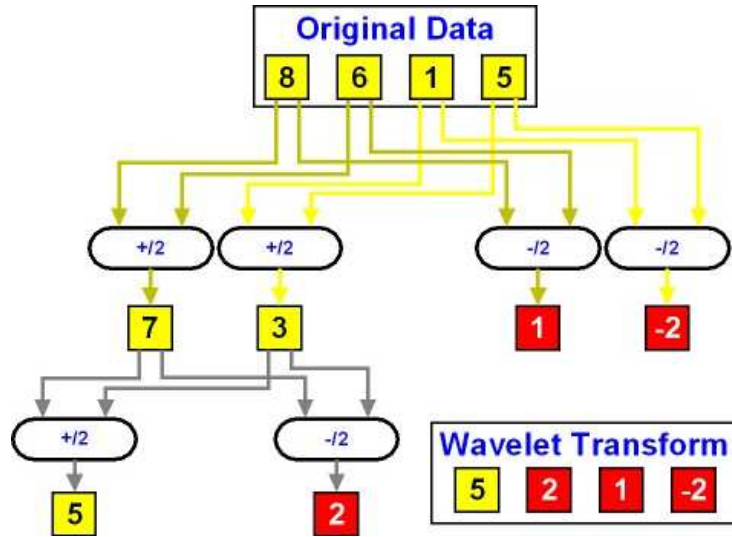 Original Data
8 6 1 5
+/2 +/2 -/2 -/2
7 3 1 -2
+/2 -/2
5 2
Wavelet Transform
5 2 1 -2